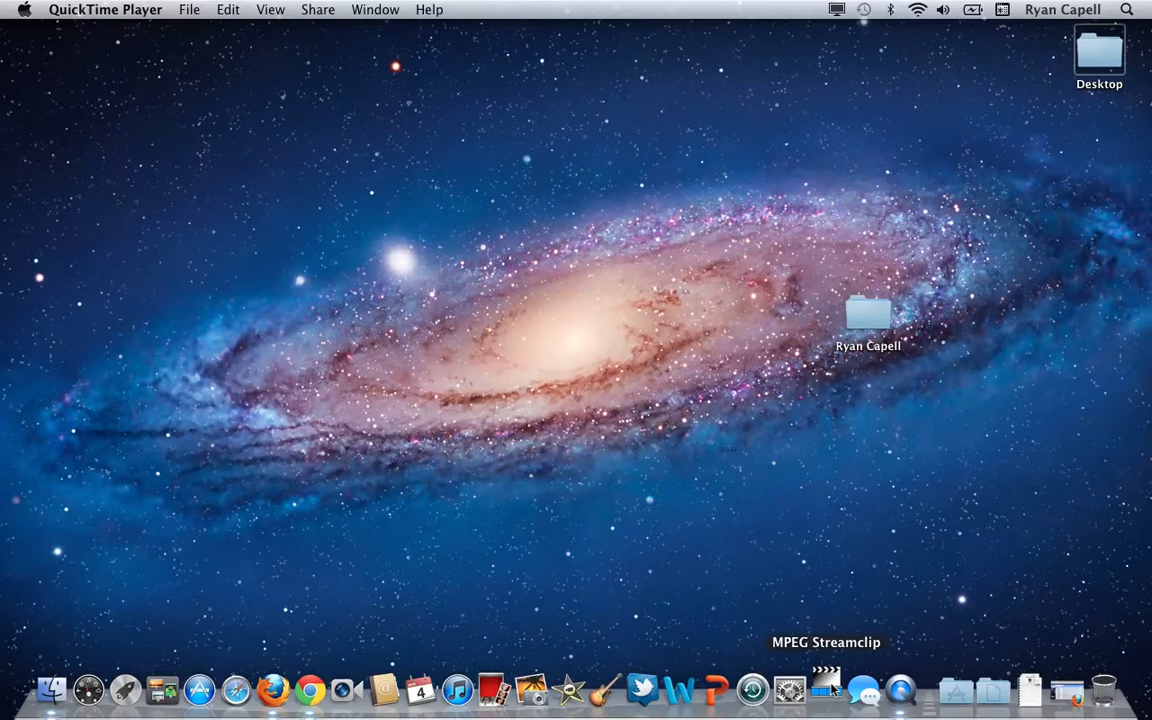 QuickTime Player File Edit View Share Window Help Ryan Capell
Desktop
Ryan Capell
MPEG Streamclip
4